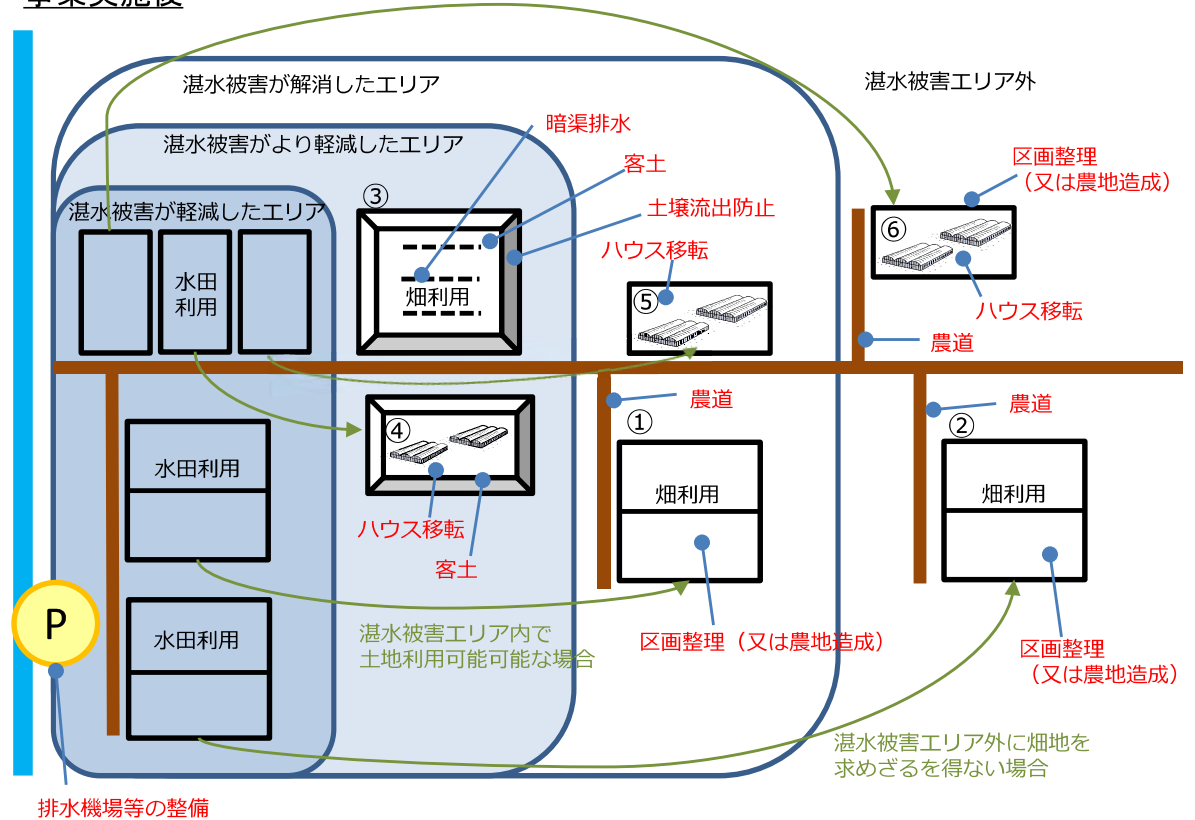 事業実施後
湛水被害が解消したエリア
湛水被害エリア外
暗渠排水
湛水被害がより軽減したエリア
客土
区画整理
（又は農地造成）
③
土壌流出防止
湛水被害が軽減したエリア
⑥
ハウス移転
水田
利用
畑利用
⑤
ハウス移転
農道
農道
農道
①
②
④
水田利用
畑利用
畑利用
ハウス移転
客土
P
水田利用
湛水被害エリア内で
土地利用可能可能な場合
区画整理（又は農地造成）
区画整理
（又は農地造成）
湛水被害エリア外に畑地を
求めざるを得ない場合
排水機場等の整備